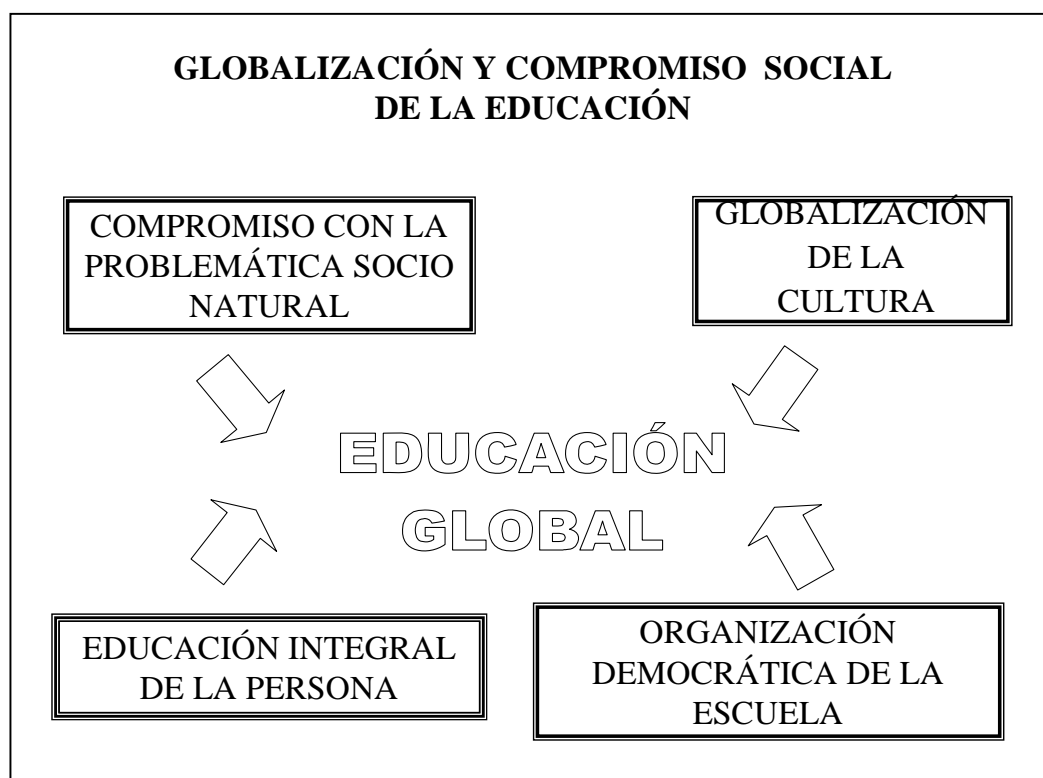 GLOBALIZACIÓN Y COMPROMISO SOCIAL
DE LA EDUCACIÓN
COMPROMISO CON LA
PROBLEMÁTICA SOCIO
NATURAL
GLOBALIZACIÓN
DE LA
CULTURA
EDUCACIÓN
GLOBAL
EDUCACIÓN INTEGRAL
DE LA PERSONA
ORGANIZACIÓN
DEMOCRÁTICA DE LA
ESCUELA